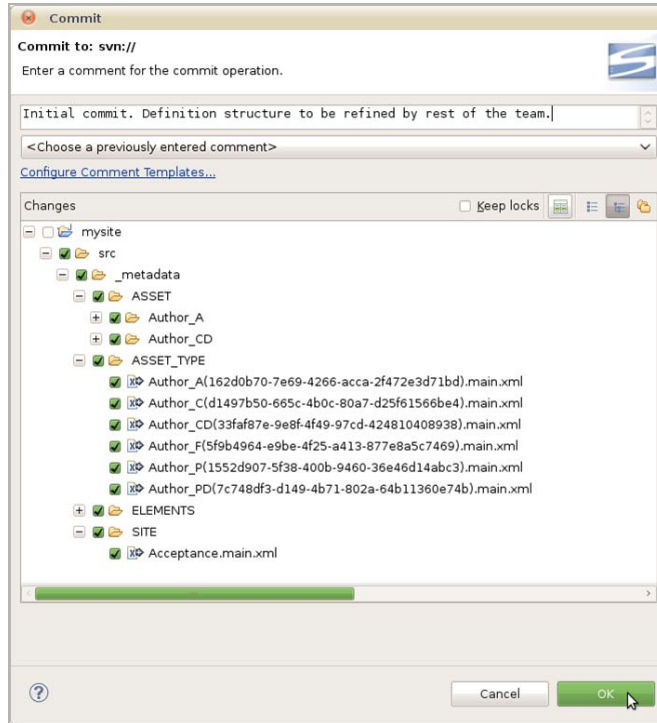 Commit
Commit to: svn://
Enter a comment for the commit operation.
Initial commit. Definition structure to be refined by rest of the team.
<Choose a previously entered comment>
Configure Comment Templates...
Changes
Keep locks
mysite
src
_metadata
ASSET
Author_A
Author_CD
ASSET_TYPE
Author_A(162d0b70-7e69-4266-acca-2f472e3d71bd).main.xml
Author_C(d1497b50-665c-4b0c-80a7-d25f61566be4).main.xml
Author_CD(33faf87e-9e8f-4f49-97cd-424810408938).main.xml
Author_F(5f9b4964-e9be-4f25-a413-877e8a5c7469).main.xml
Author_P(1552d907-5f38-400b-9460-36e46d14abc3).main.xml
Author_PD(7c748df3-d149-4b71-802a-64b11360e74b).main.xml
ELEMENTS
SITE
Acceptance.main.xml
Cancel
OK